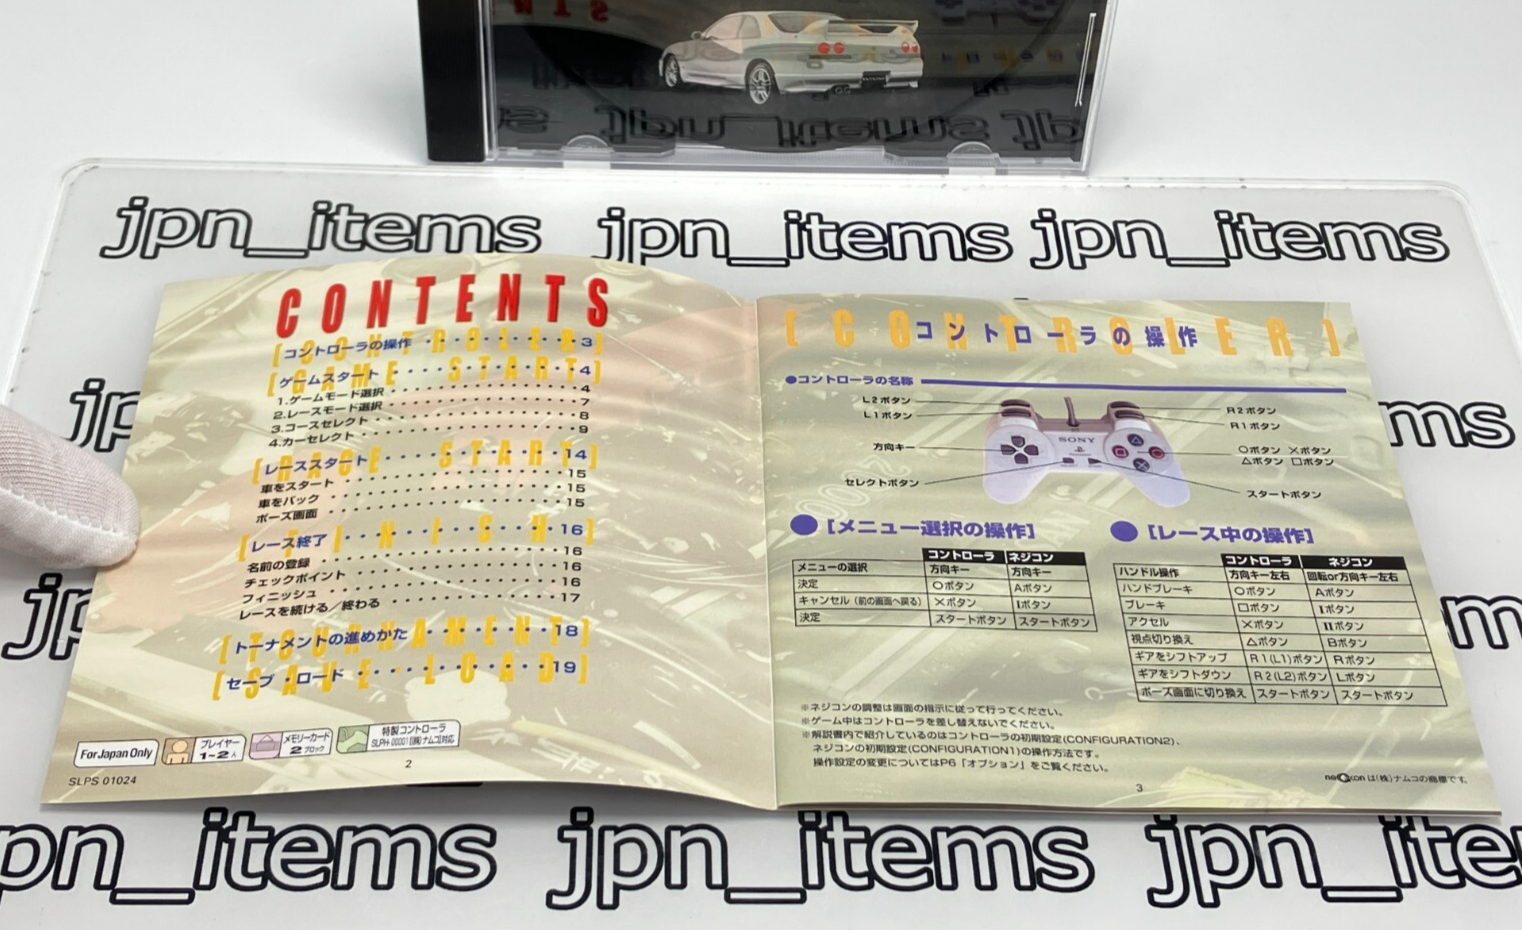 jpn_items jpn_items jpn_items
CONTENTS
[CONTROLER]
コントローラの操作 3
[GAME START]
ゲームスタート 4
1.ゲームモード選択 4
2.レースモード選択 7
3.コースセレクト 8
4.カーセレクト 9
[RACE START]
レーススタート 14
車をスタート 15
車をバック 15
ポーズ画面 15
[FINISH]
レース終了 16
名前の登録 16
チェックポイント 16
フィニッシュ 16
レースを続ける/終わる 17
[TOURNAMENT]
トーナメントの進めかた 18
[SAVE・LOAD]
セーブ・ロード 19
For Japan Only
プレイヤー
1~2人
メモリーカード
2ブロック
特製コントローラ
SLPH-00001(株)ナムコ対応
SLPS 01024
2
[CONTROLER]
コントローラの操作
●コントローラの名称
L2ボタン
L1ボタン
方向キー
セレクトボタン
SONY
R2ボタン
R1ボタン
○ボタン ×ボタン
△ボタン □ボタン
スタートボタン
●[メニュー選択の操作]
コントローラ ネジコン
メニューの選択 方向キー 方向キー
決定 ○ボタン Aボタン
キャンセル(前の画面へ戻る) ×ボタン Iボタン
決定 スタートボタン スタートボタン
●[レース中の操作]
コントローラ ネジコン
ハンドル操作 方向キー左右 回転or方向キー左右
ハンドブレーキ ○ボタン Aボタン
ブレーキ □ボタン Iボタン
アクセル ×ボタン IIボタン
視点切り換え △ボタン Bボタン
ギアをシフトアップ R1(L1)ボタン Rボタン
ギアをシフトダウン R2(L2)ボタン Lボタン
ポーズ画面に切り換え スタートボタン スタートボタン
※ネジコンの調整は画面の指示に従って行ってください。
※ゲーム中はコントローラを差し替えないでください。
※解説書内で紹介しているのはコントローラの初期設定(CONFIGURATION2)、
ネジコンの初期設定(CONFIGURATION1)の操作方法です。
操作設定の変更についてはP6「オプション」をご覧ください。
neGcon は(株)ナムコの商標です。
3
jpn_items jpn_items jpn_ite